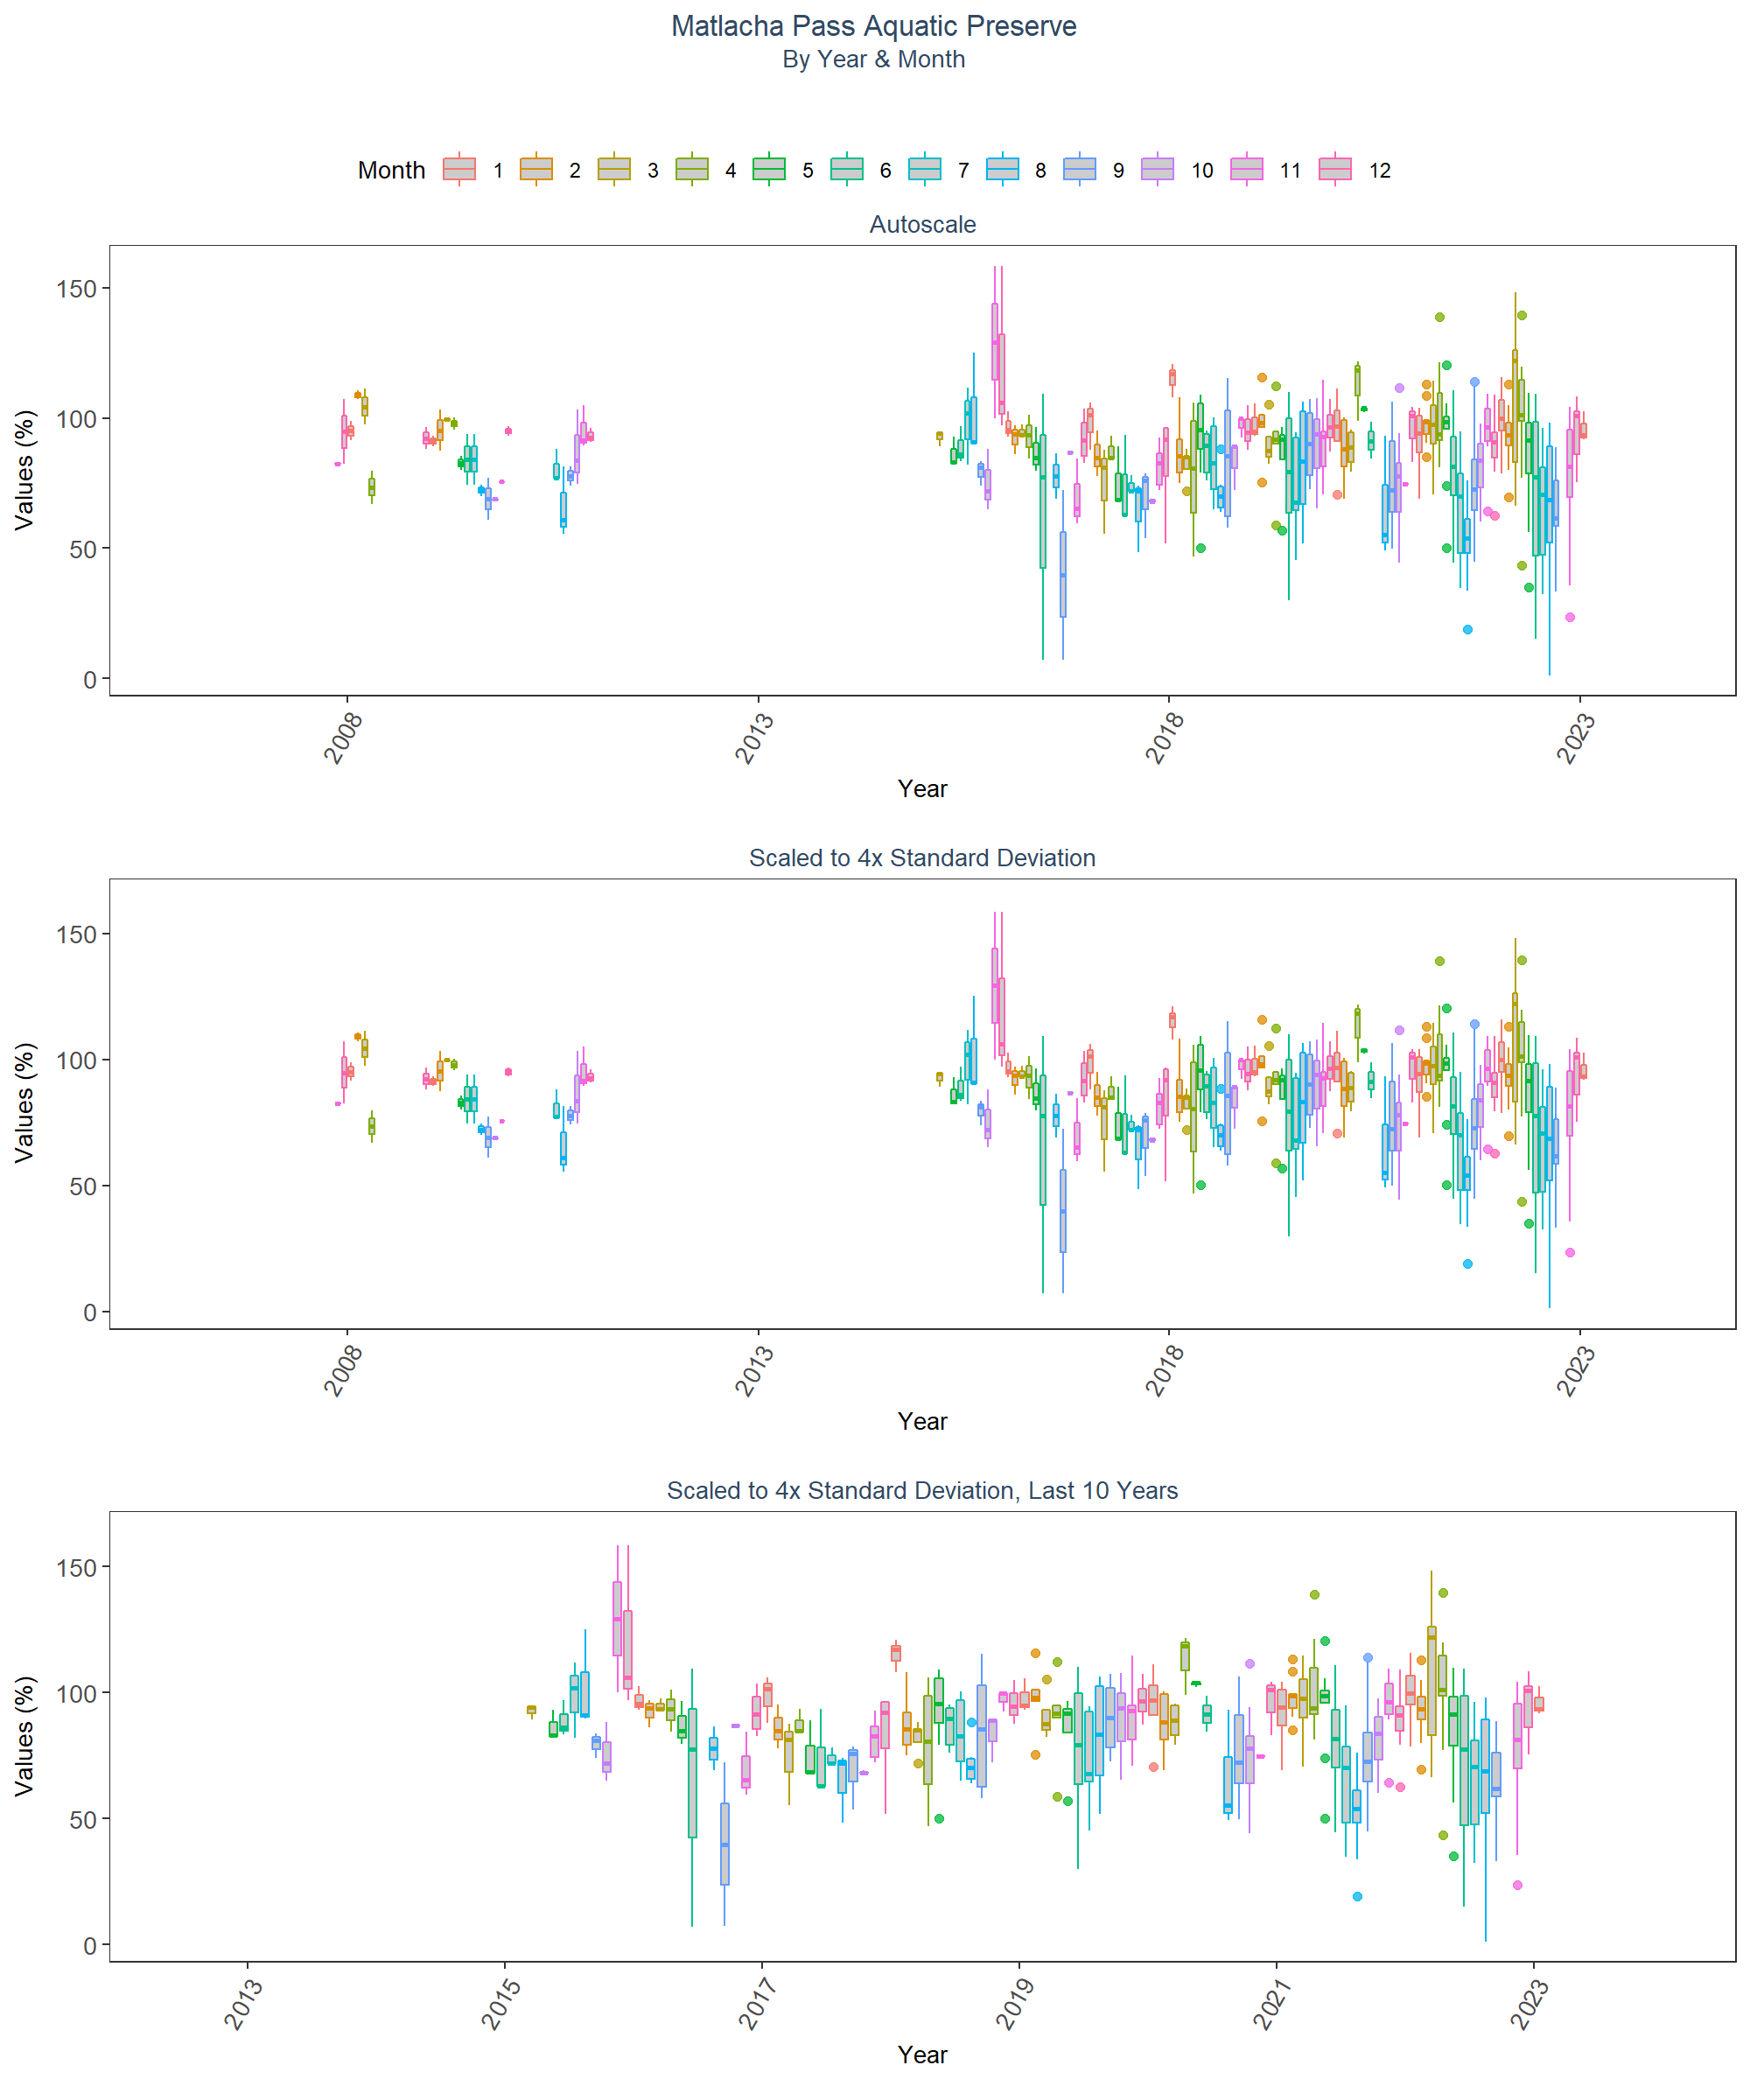 Matlacha Pass Aquatic Preserve
By Year & Month
Month 1 2 3 4 5 6 7 8 9 10 11 12
Autoscale
Values (%)
150
100
50
0
2008 2013 2018 2023
Year
Scaled to 4x Standard Deviation
Values (%)
150
100
50
0
2008 2013 2018 2023
Year
Scaled to 4x Standard Deviation, Last 10 Years
Values (%)
150
100
50
0
2013 2015 2017 2019 2021 2023
Year